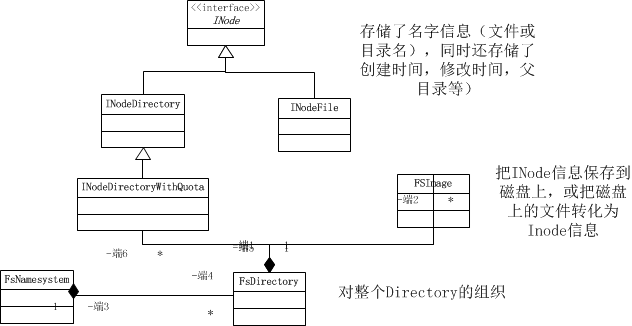 <<interface>>
INode
存储了名字信息（文件或
目录名），同时还存储了
创建时间，修改时间，父
目录等）
INodeDirectory
INodeFile
INodeDirectoryWithQuota
FSImage
-端2
*
把INode信息保存到
磁盘上，或把磁盘
上的文件转化为
Inode信息
-端6
*
1
-端4
FsNamesystem
FsDirectory
对整个Directory的组织
1
-端3
*